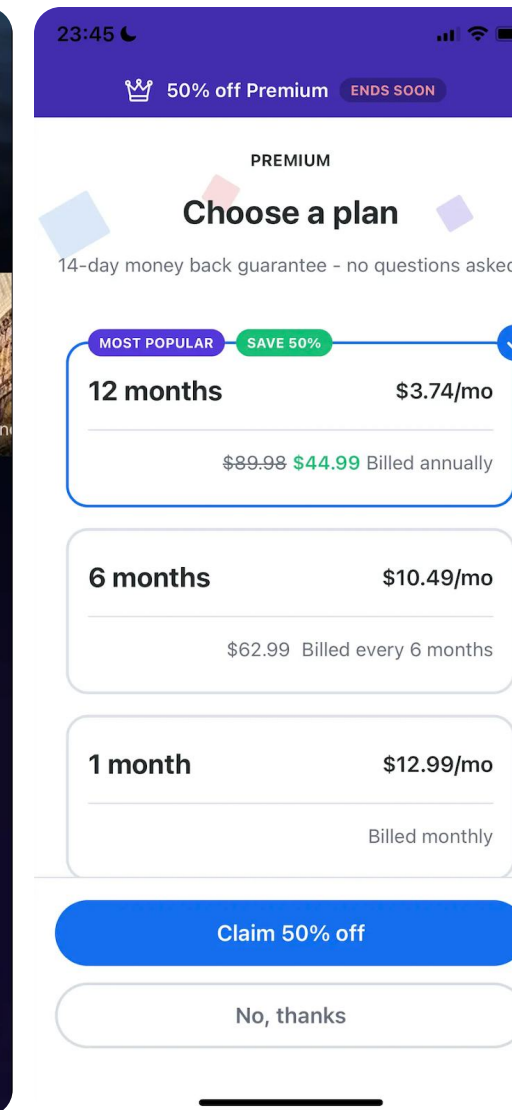 23:45
50% off Premium ENDS SOON
PREMIUM
Choose a plan
14-day money back guarantee - no questions asked
MOST POPULAR SAVE 50%
12 months $3.74/mo
$89.98 $44.99 Billed annually
6 months $10.49/mo
$62.99 Billed every 6 months
1 month $12.99/mo
Billed monthly
Claim 50% off
No, thanks